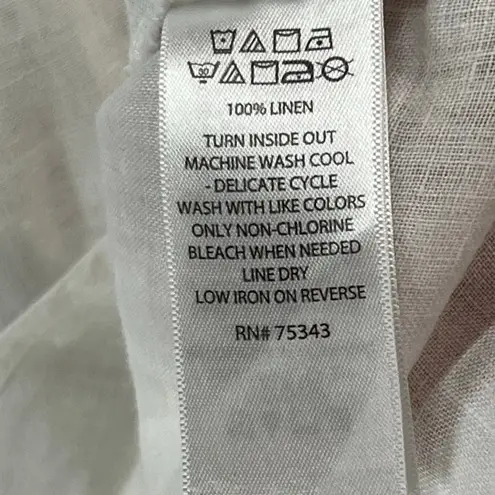 30
100% LINEN
TURN INSIDE OUT
MACHINE WASH COOL
- DELICATE CYCLE
WASH WITH LIKE COLORS
ONLY NON-CHLORINE
BLEACH WHEN NEEDED
LINE DRY
LOW IRON ON REVERSE
RN# 75343